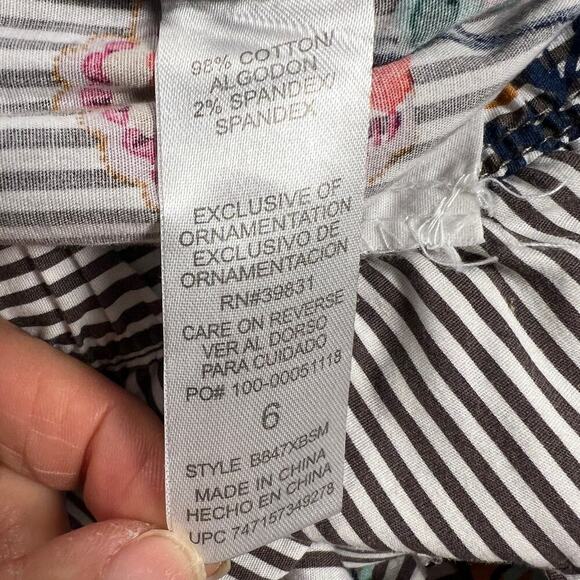 98% COTTON/
ALGODON
2% SPANDEX/
SPANDEX
EXCLUSIVE OF
ORNAMENTATION
EXCLUSIVO DE
ORNAMENTACION
RN#39831
CARE ON REVERSE
VER AL DORSO
PARA CUIDADO
PO# 100-00051118
6
STYLE B847XBSM
MADE IN CHINA
HECHO EN CHINA
UPC 747157349278